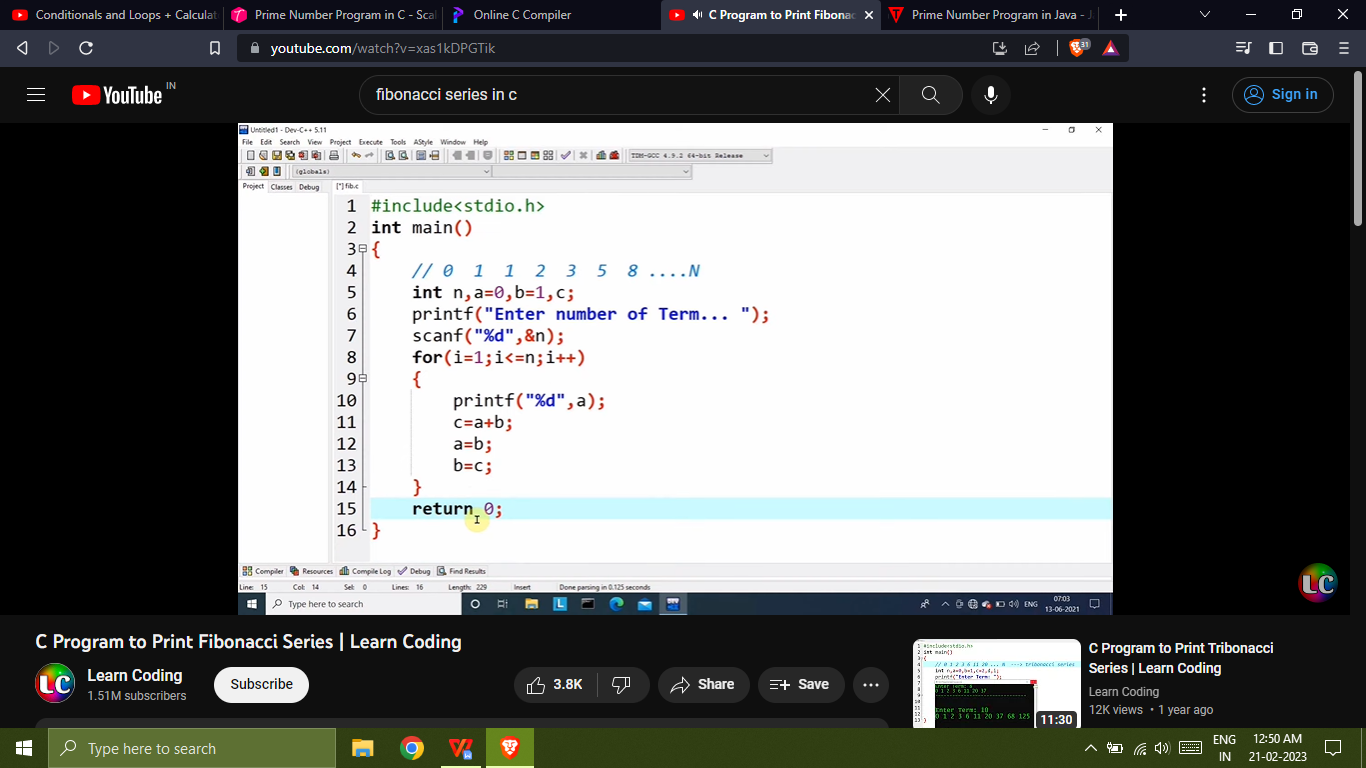 Conditionals and Loops + Calculat
Prime Number Program in C - Scal
Online C Compiler
C Program to Print Fibonac
Prime Number Program in Java - J
youtube.com/watch?v=xas1kDPGTik
31
YouTube IN
fibonacci series in c
Sign in
Untitled1 - Dev-C++ 5.11
File Edit Search View Project Execute Tools AStyle Window Help
TDM-GCC 4.9.2 64-bit Release
(globals)
Project Classes Debug
[*] fib.c
1 #include<stdio.h>
2 int main()
3 {
4 // 0 1 1 2 3 5 8 ....N
5 int n,a=0,b=1,c;
6 printf("Enter number of Term... ");
7 scanf("%d",&n);
8 for(i=1;i<=n;i++)
9 {
10 printf("%d",a);
11 c=a+b;
12 a=b;
13 b=c;
14 }
15 return 0;
16 }
Compiler Resources Compile Log Debug Find Results
Line: 15 Col: 14 Sel: 0 Lines: 16 Length: 229 Insert Done parsing in 0.125 seconds
Type here to search
ENG
07:03
13-06-2021
LC
C Program to Print Fibonacci Series | Learn Coding
LC
Learn Coding
1.51M subscribers
Subscribe
3.8K
Share
Save
11:30
C Program to Print Tribonacci
Series | Learn Coding
Learn Coding
12K views • 1 year ago
Type here to search
ENG
IN
12:50 AM
21-02-2023